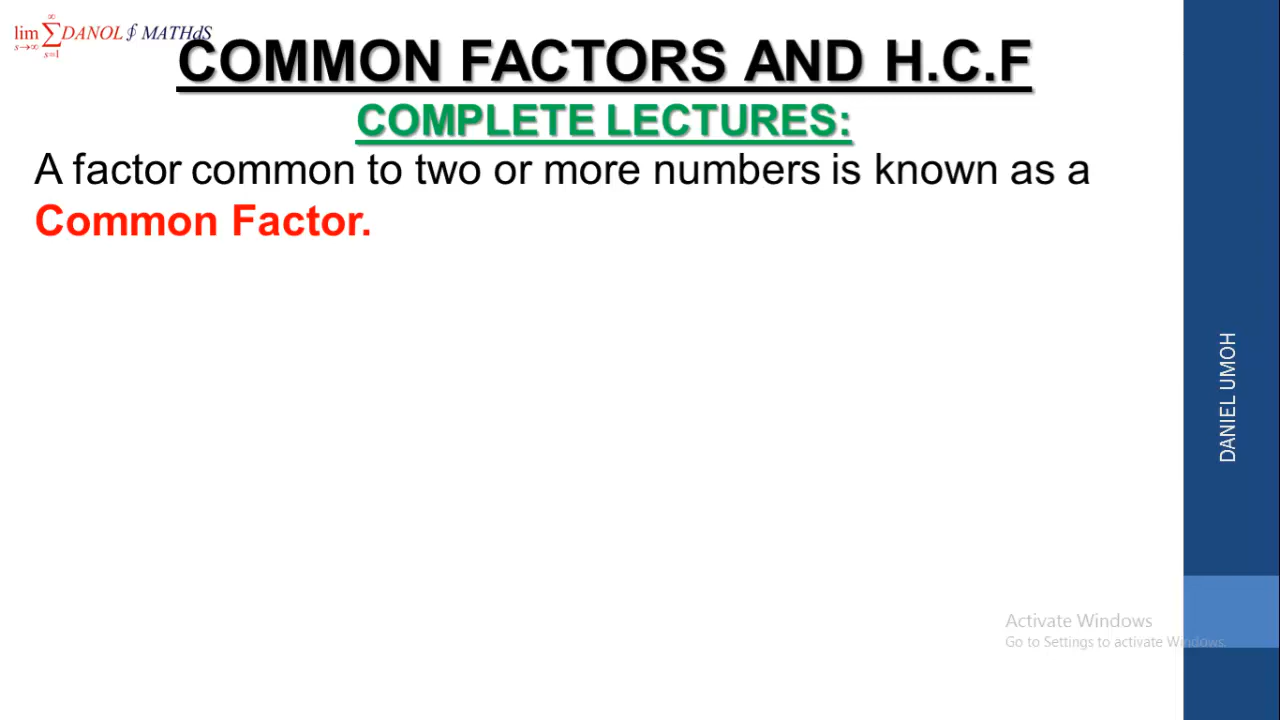 lim ∑ DANOL ∮ MATHdS
s→∞ s=1 ∞
COMMON FACTORS AND H.C.F
COMPLETE LECTURES:
A factor common to two or more numbers is known as a
Common Factor.
DANIEL UMOH
Activate Windows
Go to Settings to activate Windows.